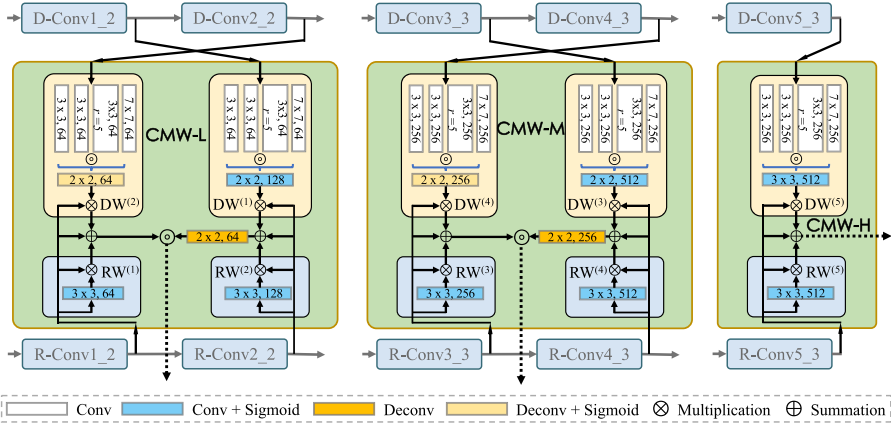 D-Conv1_2 D-Conv2_2 D-Conv3_3 D-Conv4_3 D-Conv5_3
3 x 3, 64 3 x 3, 64 3x3, 64 r = 5 7 x 7, 64
3 x 3, 64 3 x 3, 64 3x3, 64 r = 5 7 x 7, 64
3 x 3, 256 3 x 3, 256 3x3, 256 r = 5 7 x 7, 256
3 x 3, 256 3 x 3, 256 3x3, 256 r = 5 7 x 7, 256
3 x 3, 256 3 x 3, 256 3x3, 256 r = 5 7 x 7, 256
CMW-L CMW-M
2 x 2, 64 2 x 2, 128 2 x 2, 256 2 x 2, 512 3 x 3, 512
DW(2) DW(1) DW(4) DW(3) DW(5)
CMW-H
2 x 2, 64 2 x 2, 256
RW(1) RW(2) RW(3) RW(4) RW(5)
3 x 3, 64 3 x 3, 128 3 x 3, 256 3 x 3, 512 3 x 3, 512
R-Conv1_2 R-Conv2_2 R-Conv3_3 R-Conv4_3 R-Conv5_3
Conv Conv + Sigmoid Deconv Deconv + Sigmoid Multiplication Summation